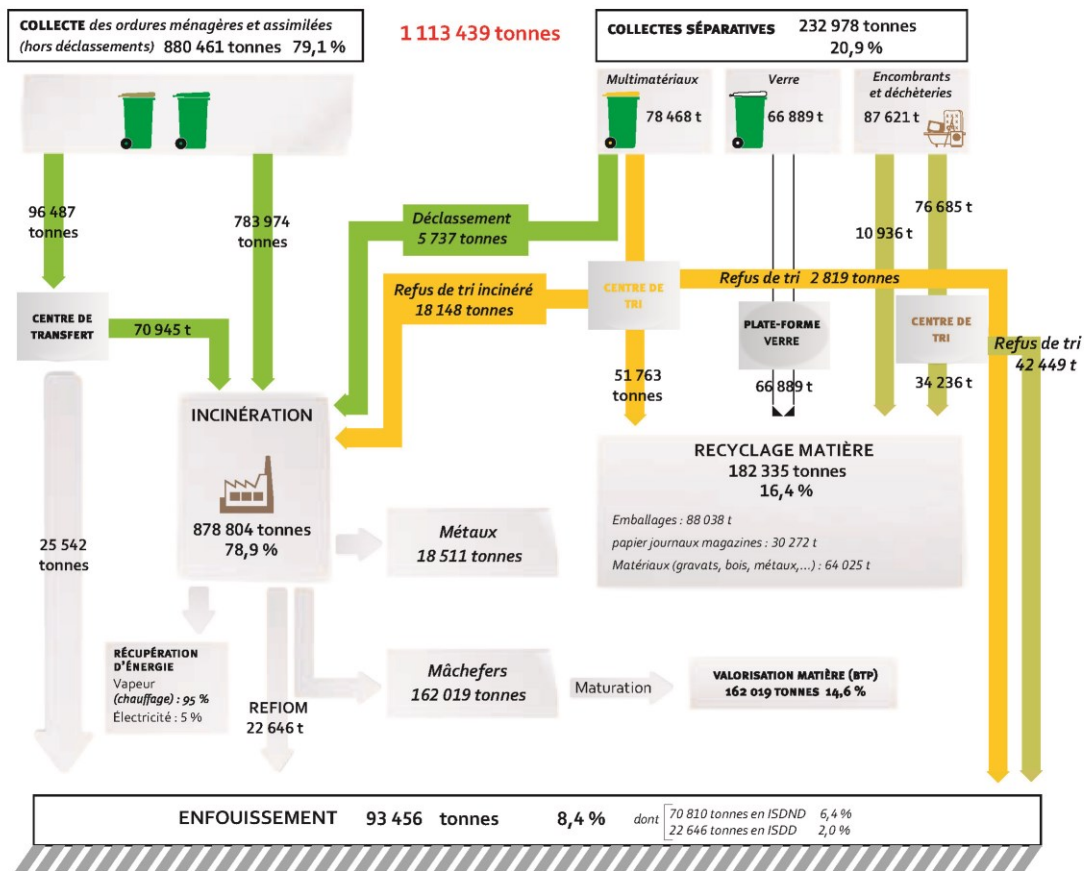 COLLECTE des ordures ménagères et assimilées
(hors déclassements) 880 461 tonnes 79,1 %
1 113 439 tonnes
COLLECTES SÉPARATIVES 232 978 tonnes
20,9 %
Multimatériaux
78 468 t
Verre
66 889 t
Encombrants
et déchèteries
87 621 t
96 487
tonnes
783 974
tonnes
Déclassement
5 737 tonnes
10 936 t
76 685 t
Refus de tri incinéré
18 148 tonnes
CENTRE DE
TRI
Refus de tri 2 819 tonnes
CENTRE DE
TRANSFERT
70 945 t
PLATE-FORME
VERRE
CENTRE DE
TRI
Refus de tri
42 449 t
51 763
tonnes
66 889 t
34 236 t
INCINÉRATION
878 804 tonnes
78,9 %
RECYCLAGE MATIÈRE
182 335 tonnes
16,4 %
Emballages : 88 038 t
papier journaux magazines : 30 272 t
Matériaux (gravats, bois, métaux,...) : 64 025 t
25 542
tonnes
Métaux
18 511 tonnes
RÉCUPÉRATION
D'ÉNERGIE
Vapeur
(chauffage) : 95 %
Électricité : 5 %
REFIOM
22 646 t
Mâchefers
162 019 tonnes
Maturation
VALORISATION MATIÈRE (BTP)
162 019 TONNES 14,6 %
ENFOUISSEMENT 93 456 tonnes 8,4 % dont
70 810 tonnes en ISDND 6,4 %
22 646 tonnes en ISDD 2,0 %